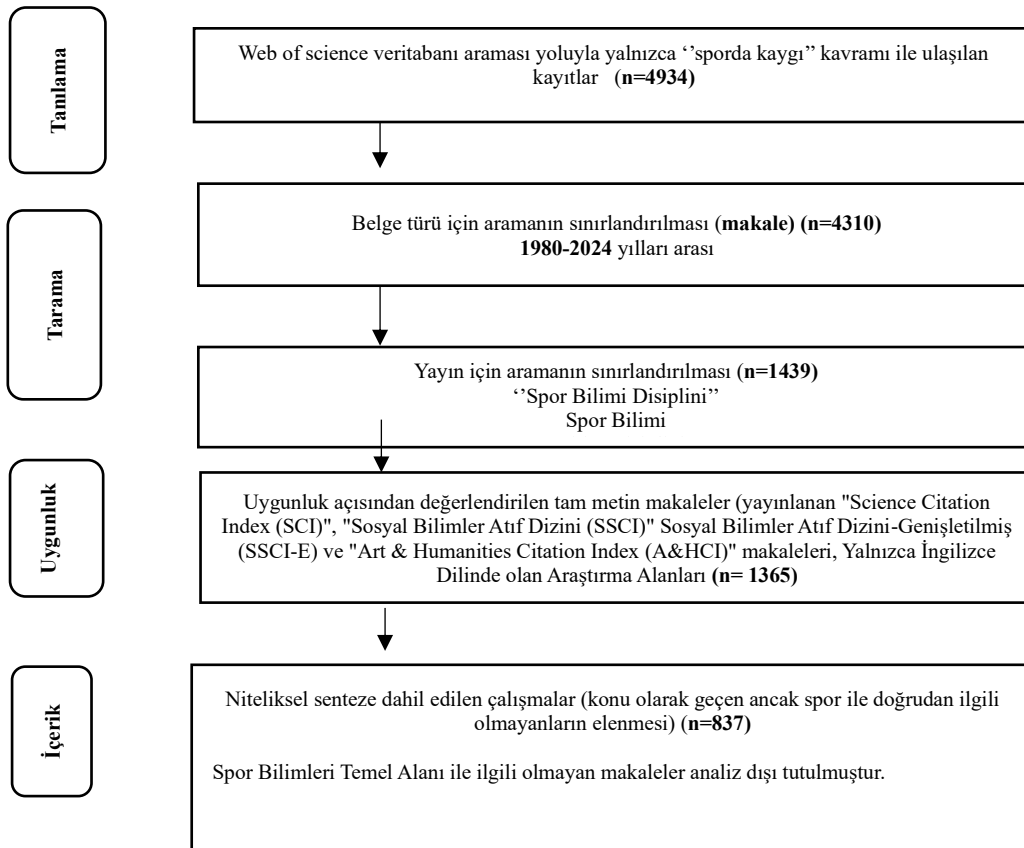 Tanılama
Web of science veritabanı araması yoluyla yalnızca ‘’sporda kaygı” kavramı ile ulaşılan
kayıtlar (n=4934)
Tarama
Belge türü için aramanın sınırlandırılması (makale) (n=4310)
1980-2024 yılları arası
Yayın için aramanın sınırlandırılması (n=1439)
‘’Spor Bilimi Disiplini’’
Spor Bilimi
Uygunluk
Uygunluk açısından değerlendirilen tam metin makaleler (yayınlanan "Science Citation
Index (SCI)", "Sosyal Bilimler Atıf Dizini (SSCI)" Sosyal Bilimler Atıf Dizini-Genişletilmiş
(SSCI-E) ve "Art & Humanities Citation Index (A&HCI)" makaleleri, Yalnızca İngilizce
Dilinde olan Araştırma Alanları (n= 1365)
İçerik
Niteliksel senteze dahil edilen çalışmalar (konu olarak geçen ancak spor ile doğrudan ilgili
olmayanların elenmesi) (n=837)
Spor Bilimleri Temel Alanı ile ilgili olmayan makaleler analiz dışı tutulmuştur.